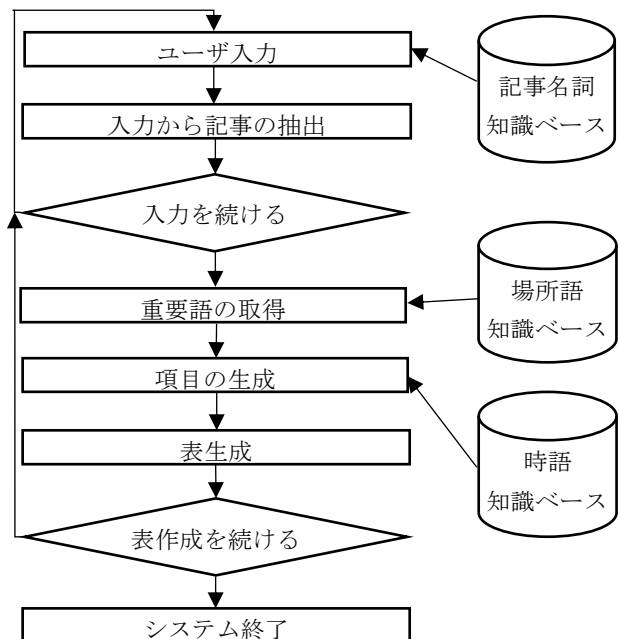 ユーザ入力
入力から記事の抽出
入力を続ける
重要語の取得
項目の生成
表生成
表作成を続ける
システム終了
記事名詞
知識ベース
場所語
知識ベース
時語
知識ベース